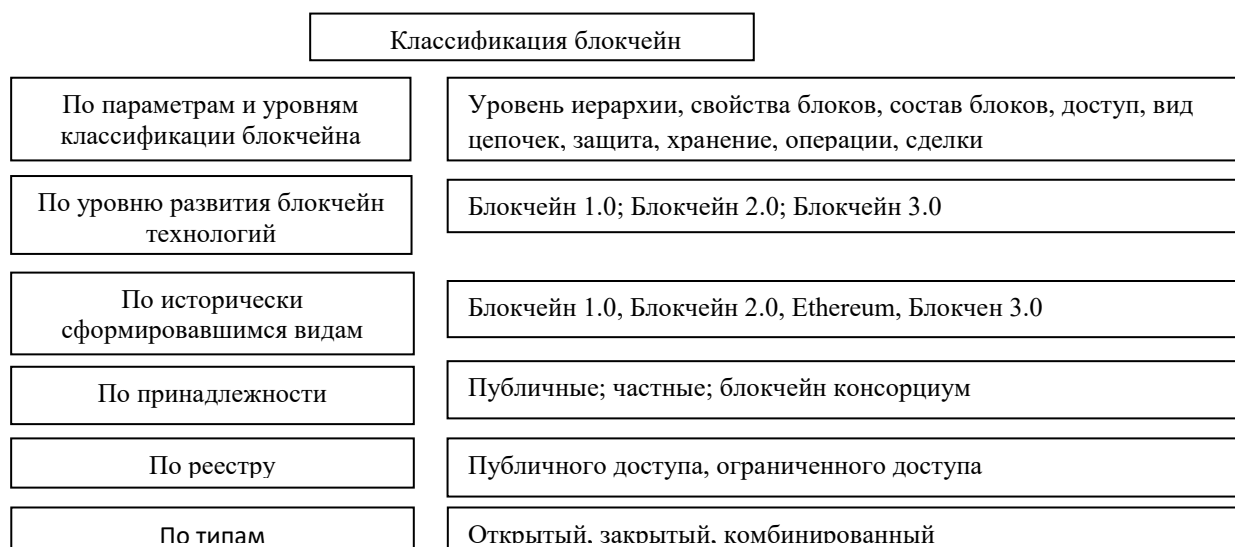 Классификация блокчейн
По параметрам и уровням
классификации блокчейна
Уровень иерархии, свойства блоков, состав блоков, доступ, вид
цепочек, защита, хранение, операции, сделки
По уровню развития блокчейн
технологий
Блокчейн 1.0; Блокчейн 2.0; Блокчейн 3.0
По исторически
сформировавшимся видам
Блокчейн 1.0, Блокчейн 2.0, Ethereum, Блокчен 3.0
По принадлежности
Публичные; частные; блокчейн консорциум
По реестру
Публичного доступа, ограниченного доступа
По типам
Открытый, закрытый, комбинированный